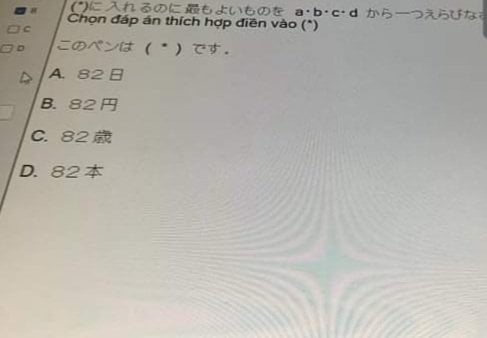 (*)に 入れるのに 最もよいものを a・b・c・d から一つえらびな
Chọn đáp án thích hợp điền vào (*)
C
D
このペンは ( * ) です.
A. 82日
B. 82円
C. 82歳
D. 82本